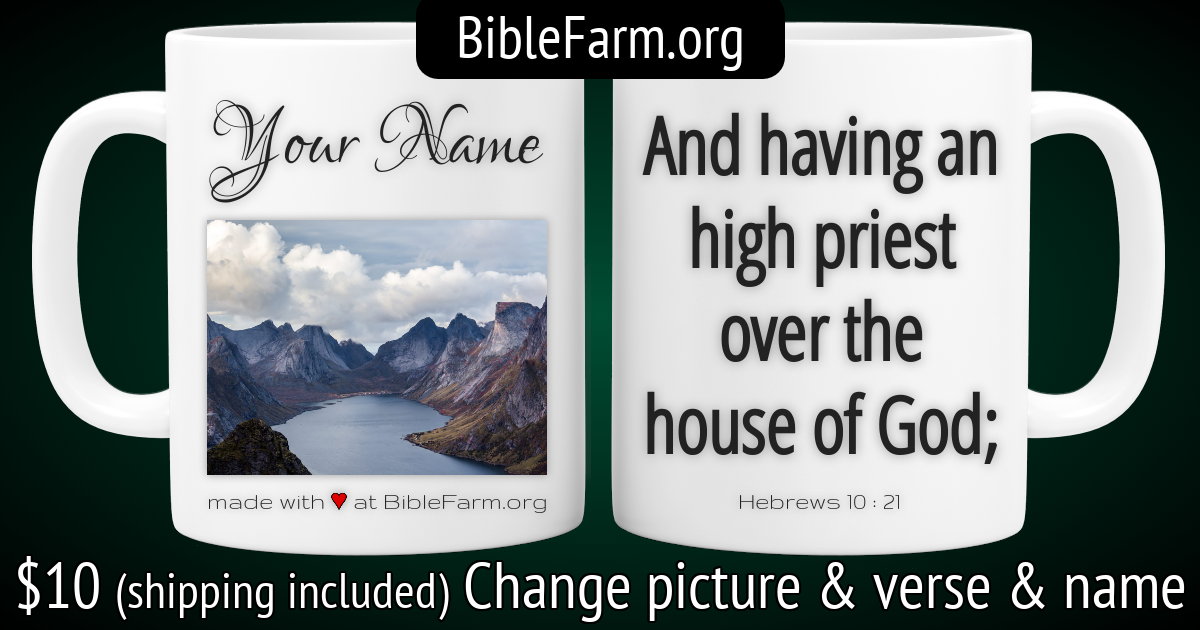 BibleFarm.org
Your Name
made with ♥ at BibleFarm.org
And having an
high priest
over the
house of God;
Hebrews 10 : 21
$10 (shipping included) Change picture & verse & name